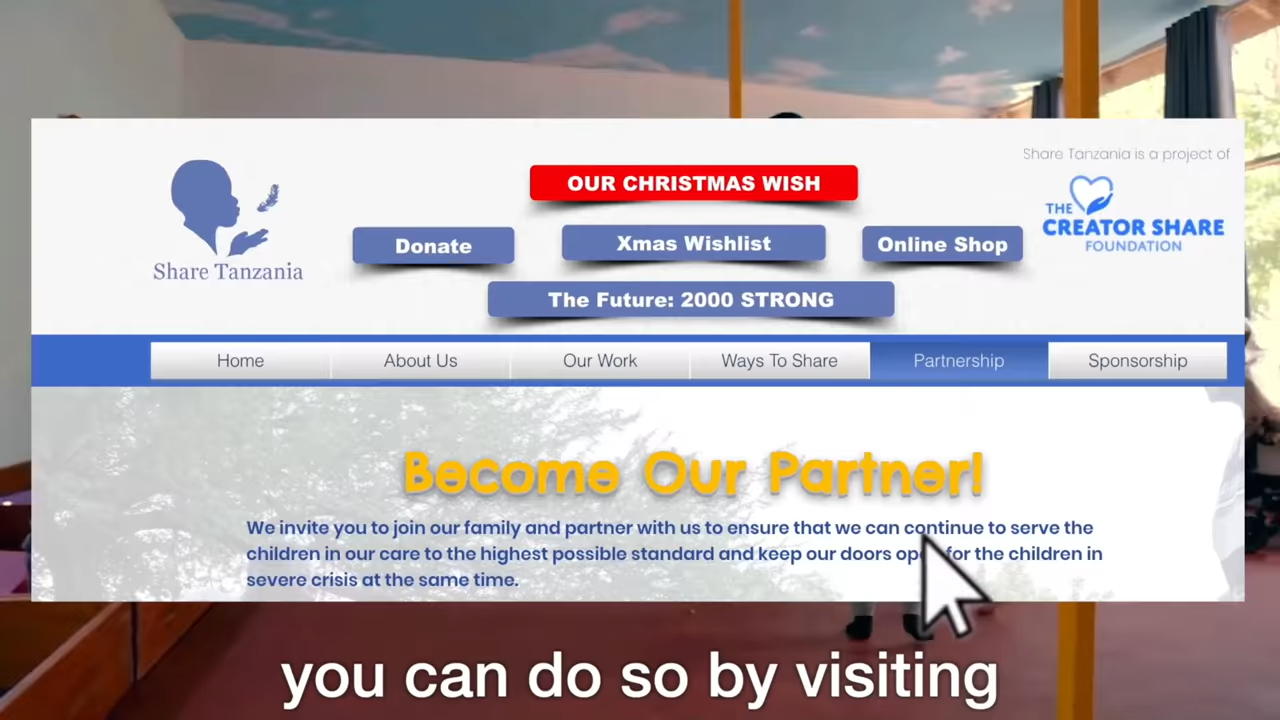 Share Tanzania is a project of
OUR CHRISTMAS WISH
THE
CREATOR SHARE
FOUNDATION
Donate
Xmas Wishlist
Online Shop
Share Tanzania
The Future: 2000 STRONG
Home
About Us
Our Work
Ways To Share
Partnership
Sponsorship
Become Our Partner!
We invite you to join our family and partner with us to ensure that we can continue to serve the
children in our care to the highest possible standard and keep our doors open for the children in
severe crisis at the same time.
you can do so by visiting